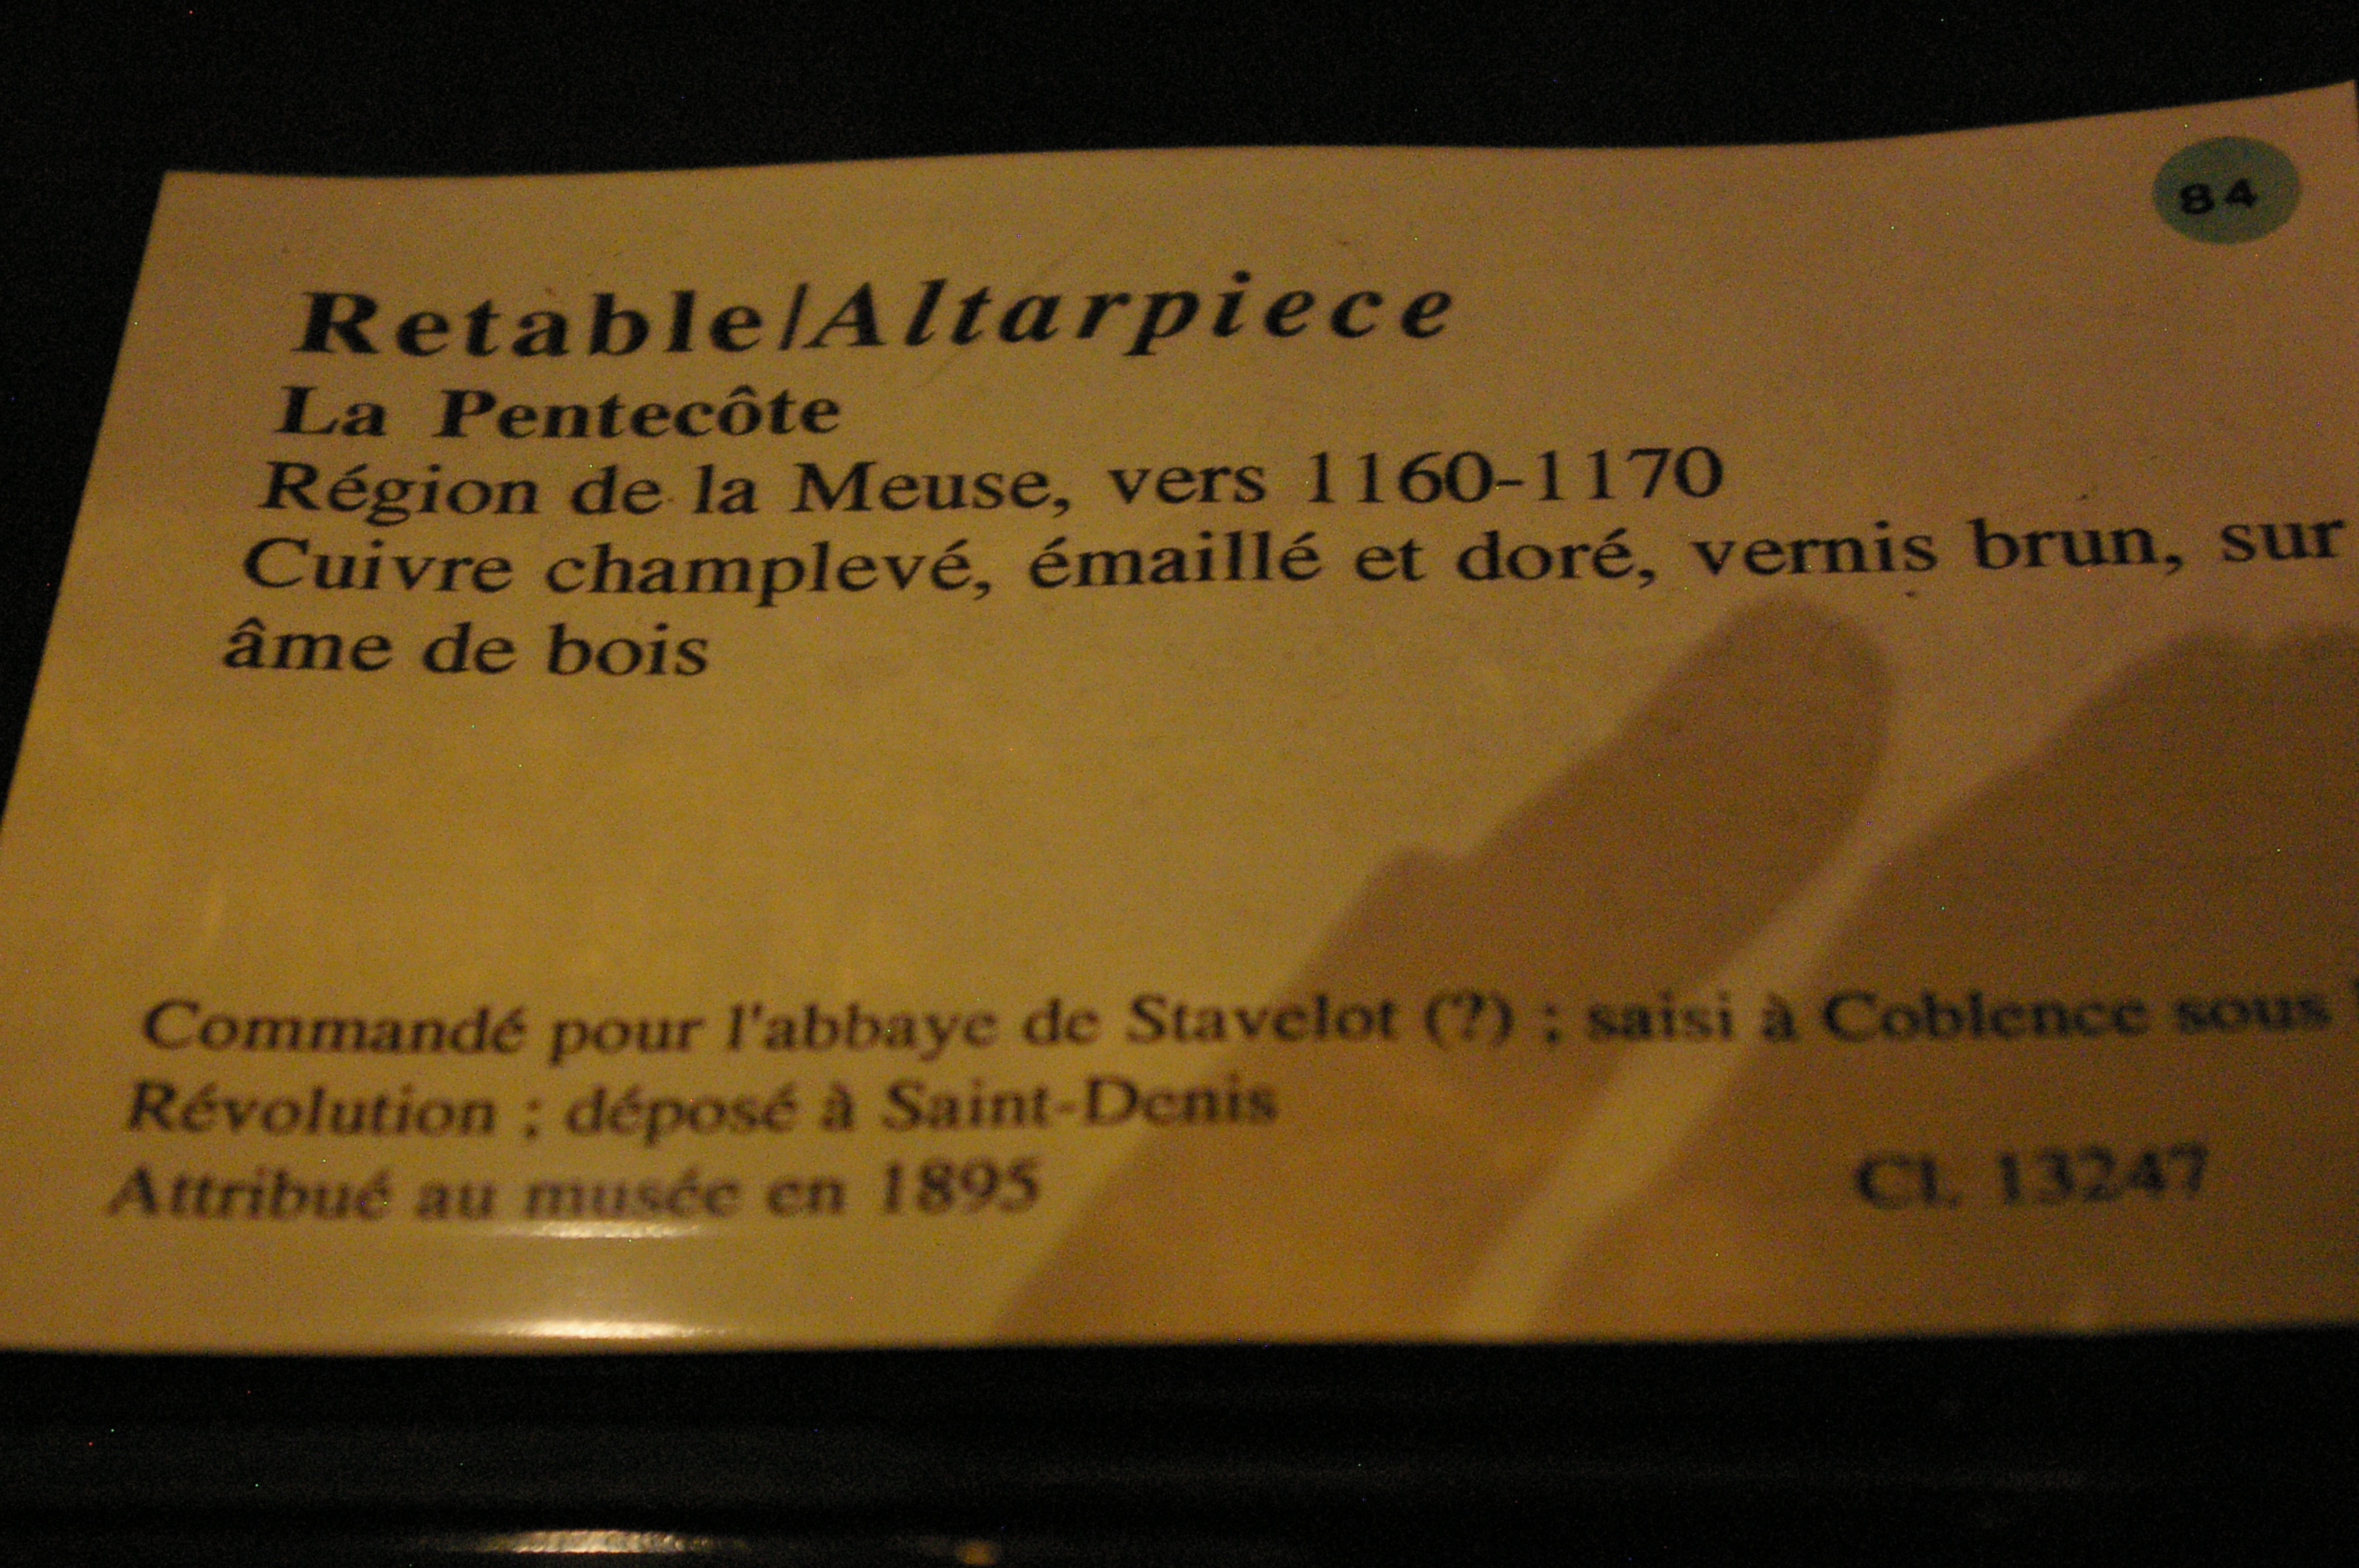 84
Retable/Altarpiece
La Pentecôte
Région de la Meuse, vers 1160-1170
Cuivre champlevé, émaillé et doré, vernis brun, sur
âme de bois
Commandé pour l'abbaye de Stavelot (?) ; saisi à Coblence sous
Révolution ; déposé à Saint-Denis
Attribué au musée en 1895
Cl. 13247